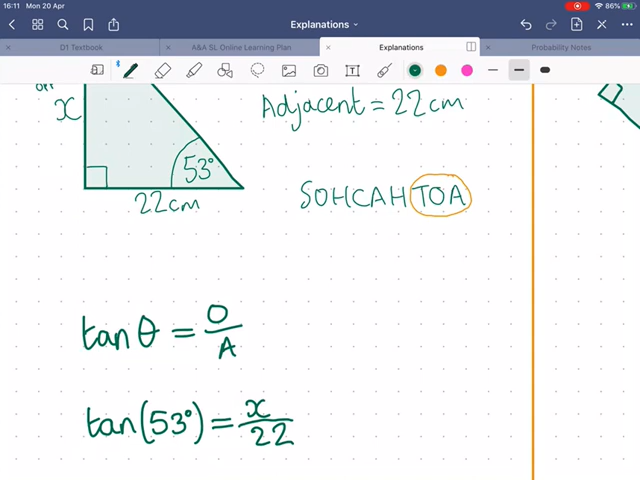 16:11 Mon 20 Apr 86%
Explanations
D1 Textbook A&A SL Online Learning Plan Explanations Probability Notes
x
53°
22cm
Adjacent = 22cm
SOHCAHTOA
tan θ = O/A
tan(53°) = x/22